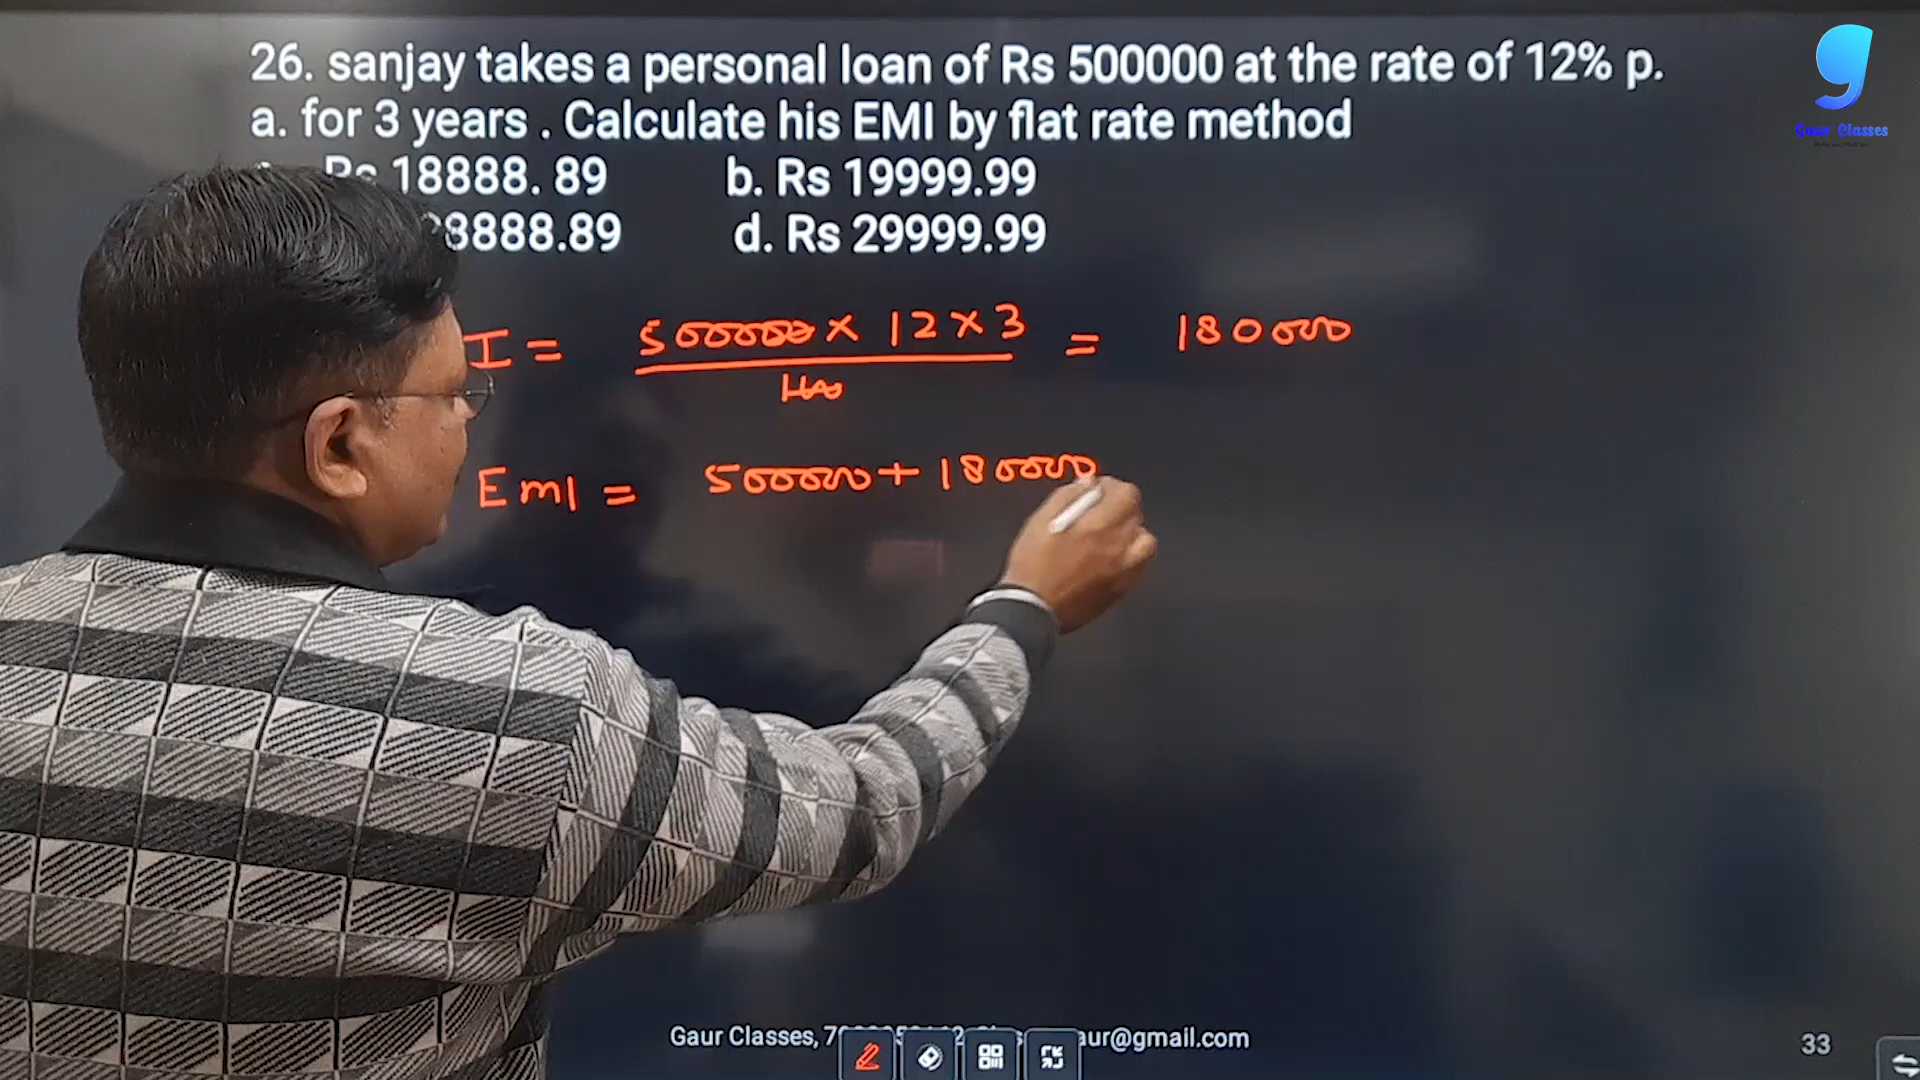 26. sanjay takes a personal loan of Rs 500000 at the rate of 12% p.
a. for 3 years . Calculate his EMI by flat rate method
Rs 18888. 89 b. Rs 19999.99
8888.89 d. Rs 29999.99
I = 500000 × 12 × 3 = 180000
100
EMI = 500000 + 180000
Gaur Classes
Gaur Classes, aur@gmail.com
33